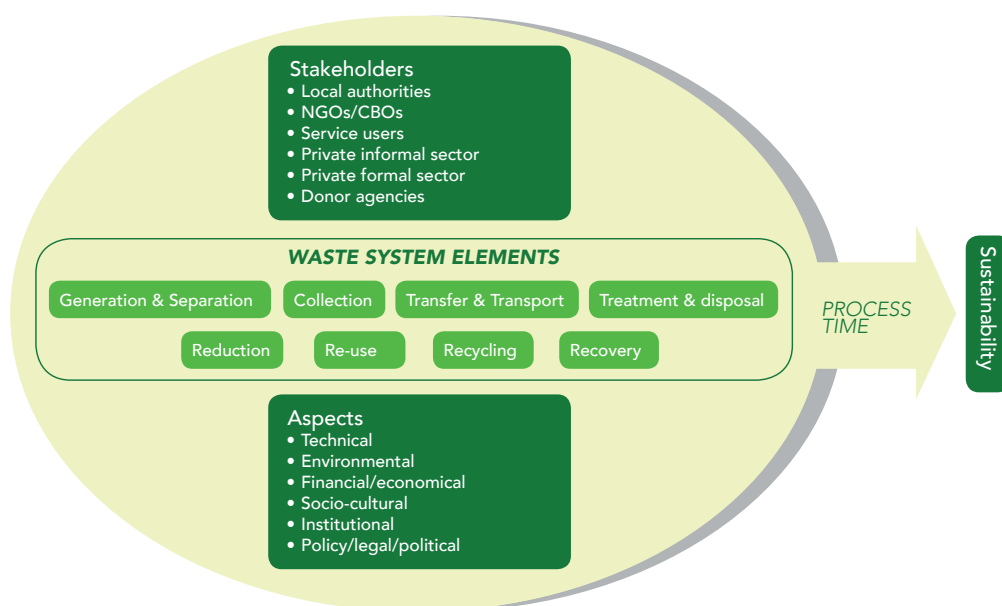 Stakeholders
• Local authorities
• NGOs/CBOs
• Service users
• Private informal sector
• Private formal sector
• Donor agencies
WASTE SYSTEM ELEMENTS
Generation & Separation
Collection
Transfer & Transport
Treatment & disposal
Reduction
Re-use
Recycling
Recovery
Aspects
• Technical
• Environmental
• Financial/economical
• Socio-cultural
• Institutional
• Policy/legal/political
PROCESS
TIME
Sustainability